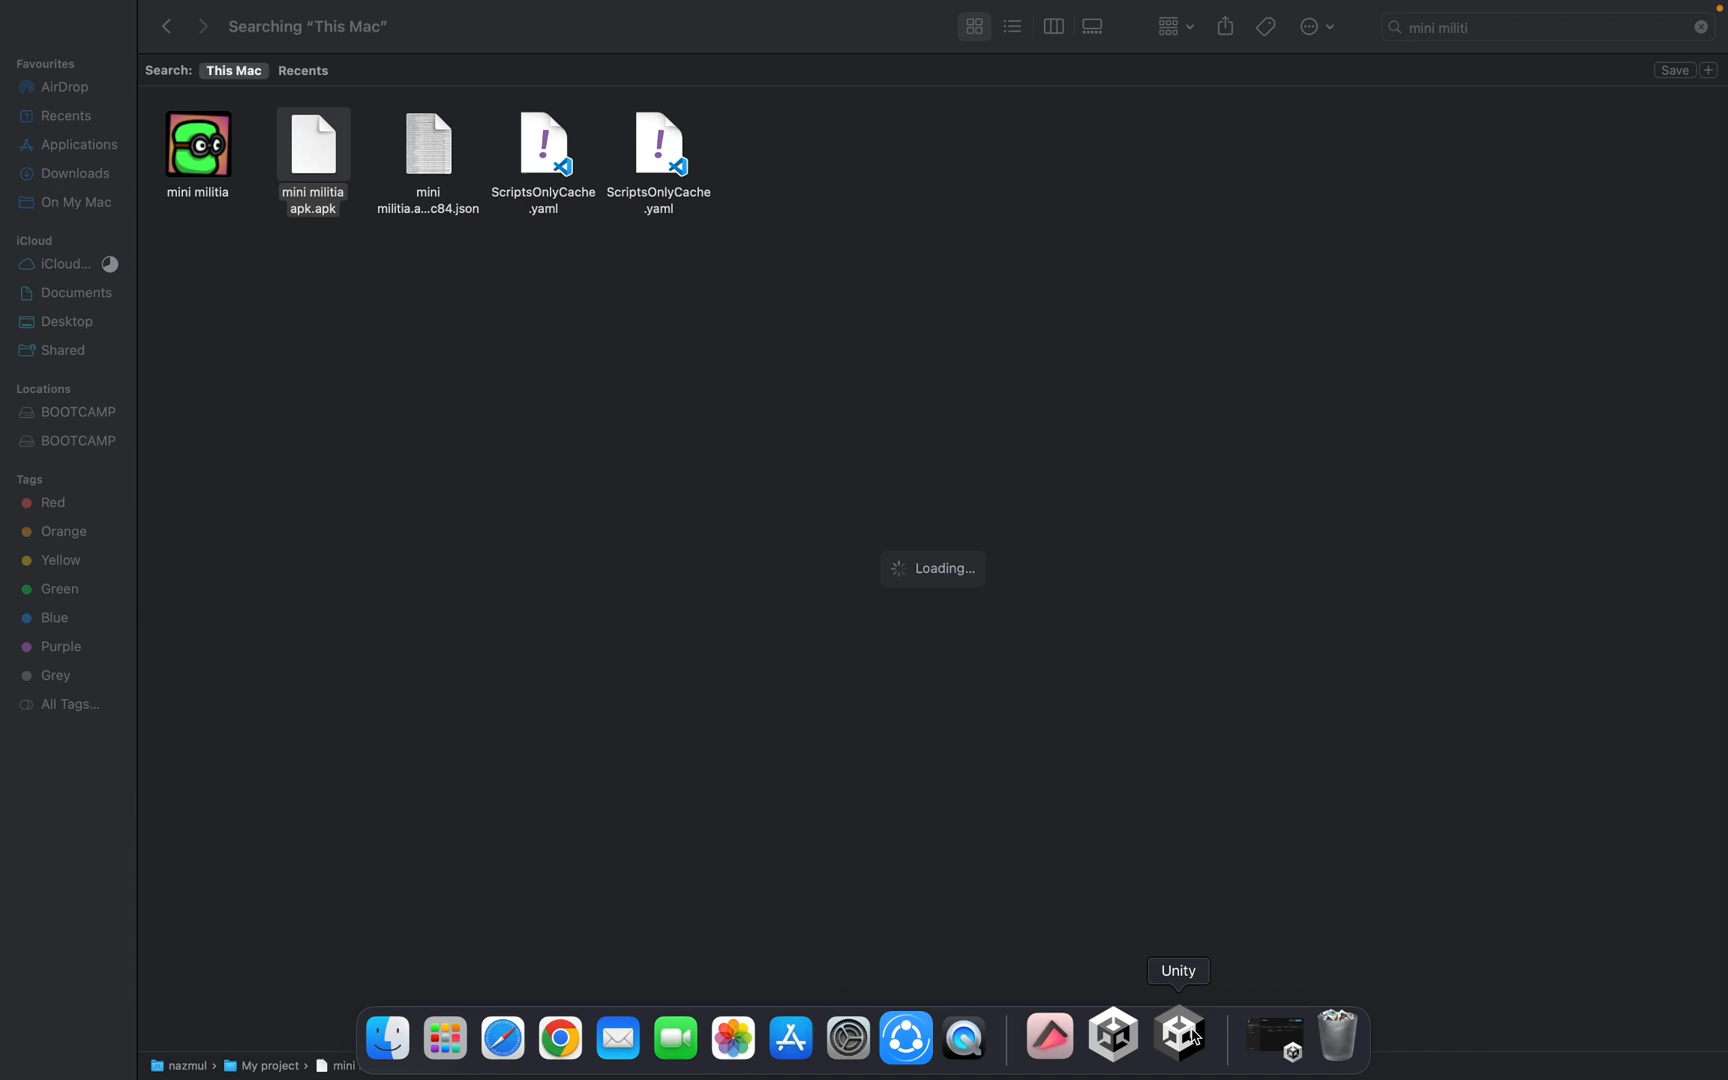 Searching “This Mac”
mini militi
Search: This Mac Recents
Save +
Favourites
AirDrop
Recents
Applications
Downloads
On My Mac
iCloud
iCloud...
Documents
Desktop
Shared
Locations
BOOTCAMP
BOOTCAMP
Tags
Red
Orange
Yellow
Green
Blue
Purple
Grey
All Tags...
mini militia
mini militia
apk.apk
mini
militia.a...c84.json
ScriptsOnlyCache
.yaml
ScriptsOnlyCache
.yaml
Loading...
Unity
nazmul › My project › mini